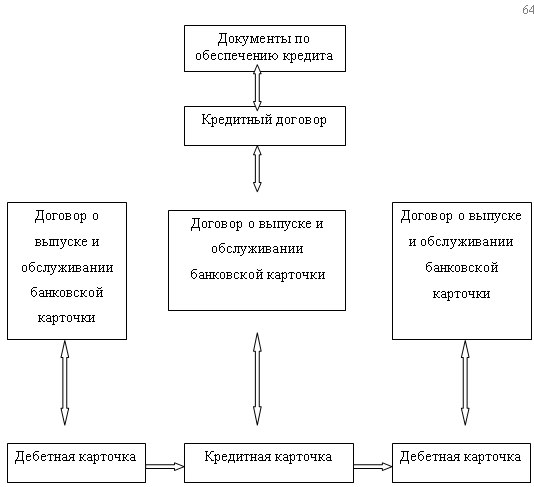 64
Документы по
обеспечению кредита
Кредитный договор
Договор о
выпуске и
обслуживании
банковской
карточки
Договор о выпуске и
обслуживании
банковской карточки
Договор о выпуске
и обслуживании
банковской
карточки
Дебетная карточка
Кредитная карточка
Дебетная карточка